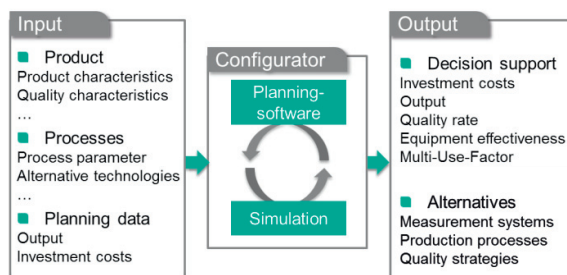 Input
Product
Product characteristics
Quality characteristics
...
Processes
Process parameter
Alternative technologies
...
Planning data
Output
Investment costs
Configurator
Planning-
software
Simulation
Output
Decision support
Investment costs
Output
Quality rate
Equipment effectiveness
Multi-Use-Factor
Alternatives
Measurement systems
Production processes
Quality strategies